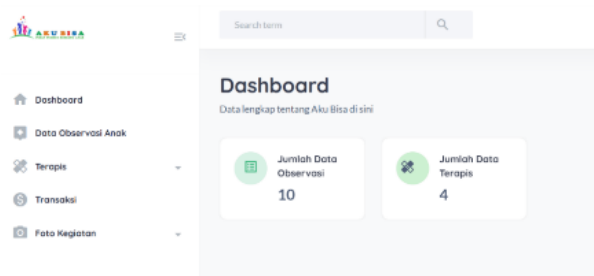 AKU BISA
Search term
Dashboard
Data Observasi Anak
Terapis
Transaksi
Foto Kegiatan
Dashboard
Data lengkap tentang Aku Bisa di sini
Jumlah Data
Observasi
10
Jumlah Data
Terapis
4